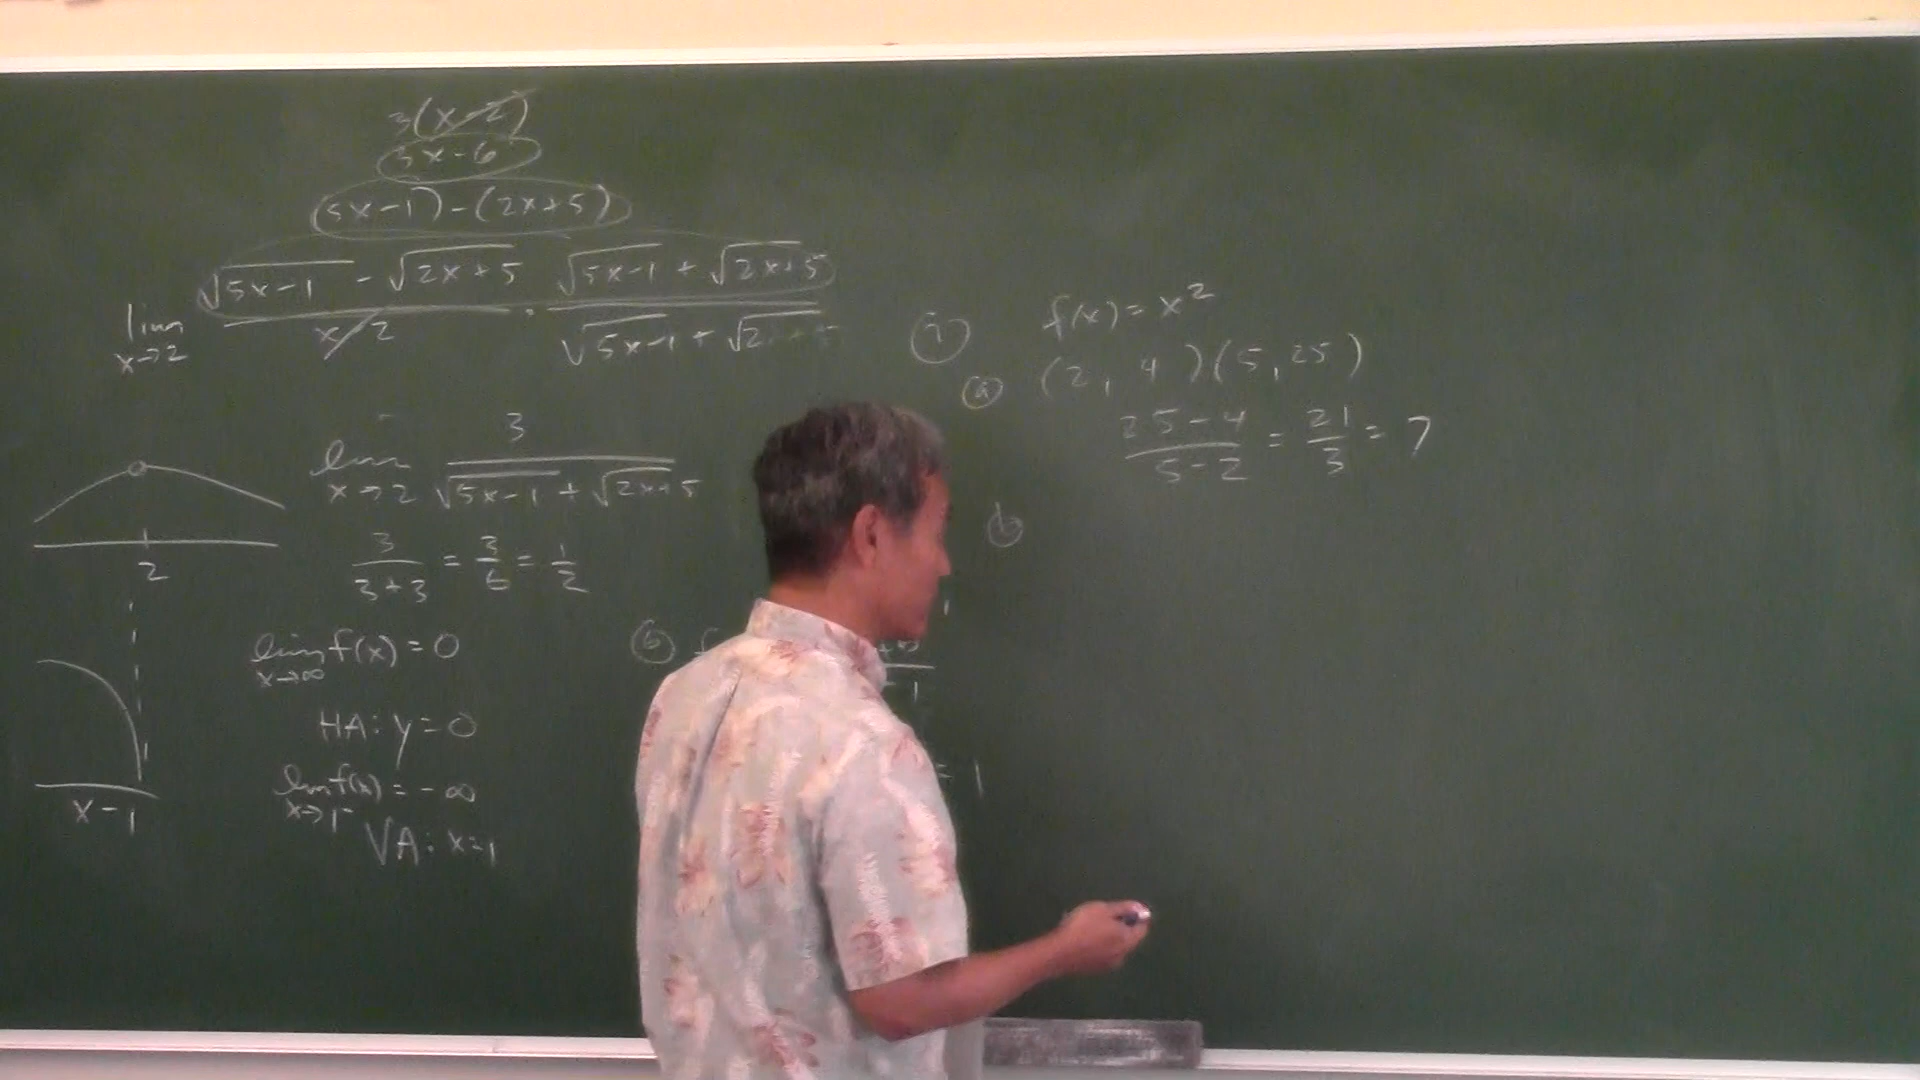 3(x-2)
3x-6
(5x-1)-(2x+5)
lim x→2 (√(5x-1) - √(2x+5))/(x-2) · (√(5x-1) + √(2x+5))/(√(5x-1) + √(2x+5))
lim x→2 3/(√(5x-1) + √(2x+5))
2
3/(3+3) = 3/6 = 1/2
lim x→∞ f(x) = 0
HA: y=0
lim x→1⁻ f(x) = -∞
x-1
VA: x=1
⑥ f
= 1
⑦ f(x) = x²
ⓐ (2, 4)(5, 25)
(25-4)/(5-2) = 21/3 = 7
ⓑ